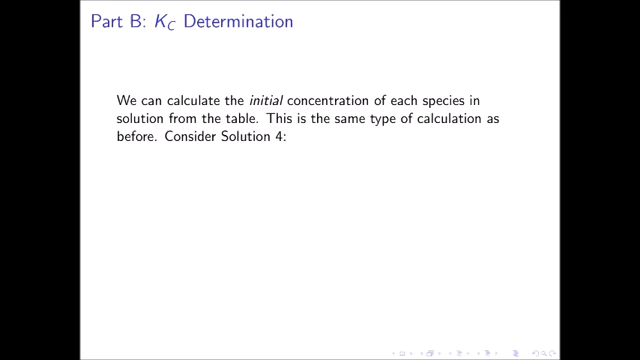 Part B: K_C Determination
We can calculate the initial concentration of each species in
solution from the table. This is the same type of calculation as
before. Consider Solution 4: